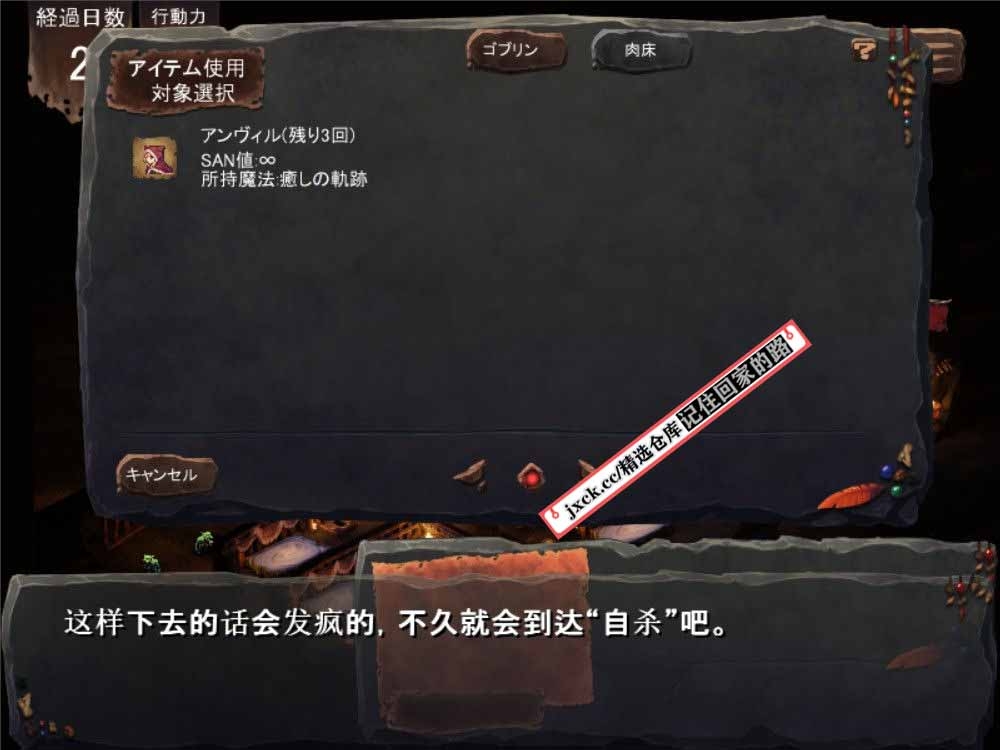 経過日数
行動力
2
アイテム使用
対象選択
ゴブリン
肉床
?
アンヴィル(残り3回)
SAN値:∞
所持魔法:癒しの軌跡
jxck.cc/精选仓库记住回家的路
キャンセル
这样下去的话会发疯的, 不久就会到达“自杀”吧。